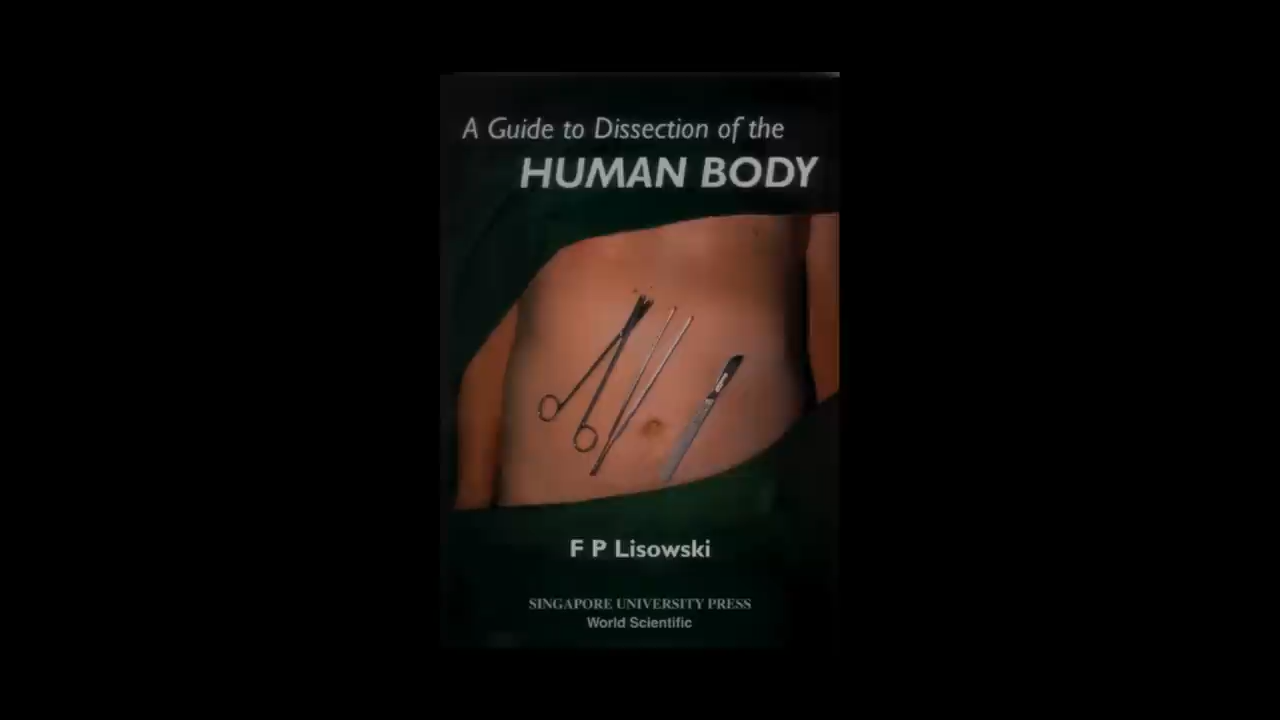 A Guide to Dissection of the
HUMAN BODY
F P Lisowski
SINGAPORE UNIVERSITY PRESS
World Scientific